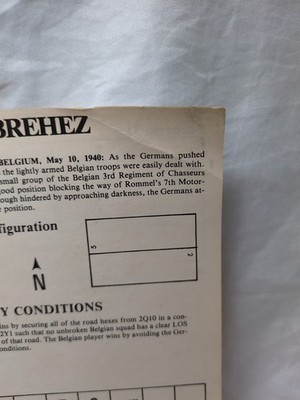 BREHEZ
BELGIUM, May 10, 1940: As the Germans pushed
the lightly armed Belgian troops were easily dealt with.
small group of the Belgian 3rd Regiment of Chasseurs
good position blocking the way of Rommel's 7th Motor-
ough hindered by approaching darkness, the Germans at-
e position.
figuration
5
2
N
Y CONDITIONS
ins by securing all of the road hexes from 2Q10 in a con-
2Y1 such that no unbroken Belgian squad has a clear LOS
of that road. The Belgian player wins by avoiding the Ger-
onditions.